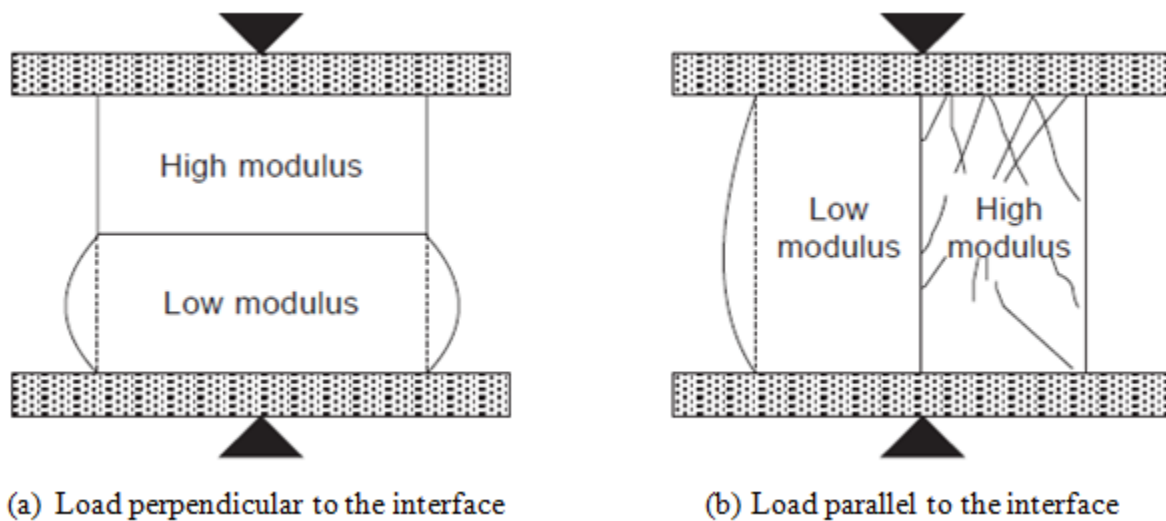 High modulus
Low modulus
Low
modulus
High
modulus
(a) Load perpendicular to the interface
(b) Load parallel to the interface